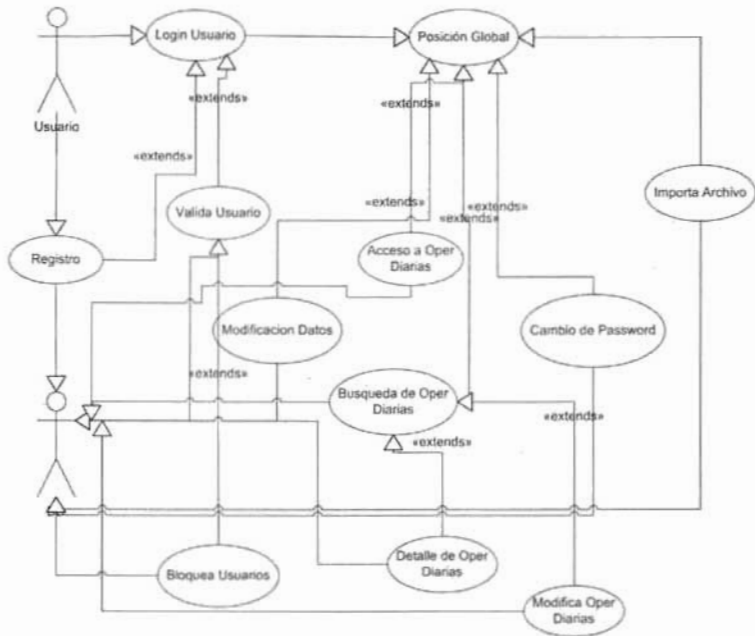 Login Usuario
Posición Global
«extends»
«extends»
Usuario
«extends»
«extends»
Importa Archivo
Valida Usuario
«extends»
«extends»
«extends»
Registro
Acceso a Oper
Diarias
Modificacion Datos
Cambio de Password
«extends»
Busqueda de Oper
Diarias
«extends»
«extends»
Bloquea Usuarios
Detalle de Oper
Diarias
Modifica Oper
Diarias